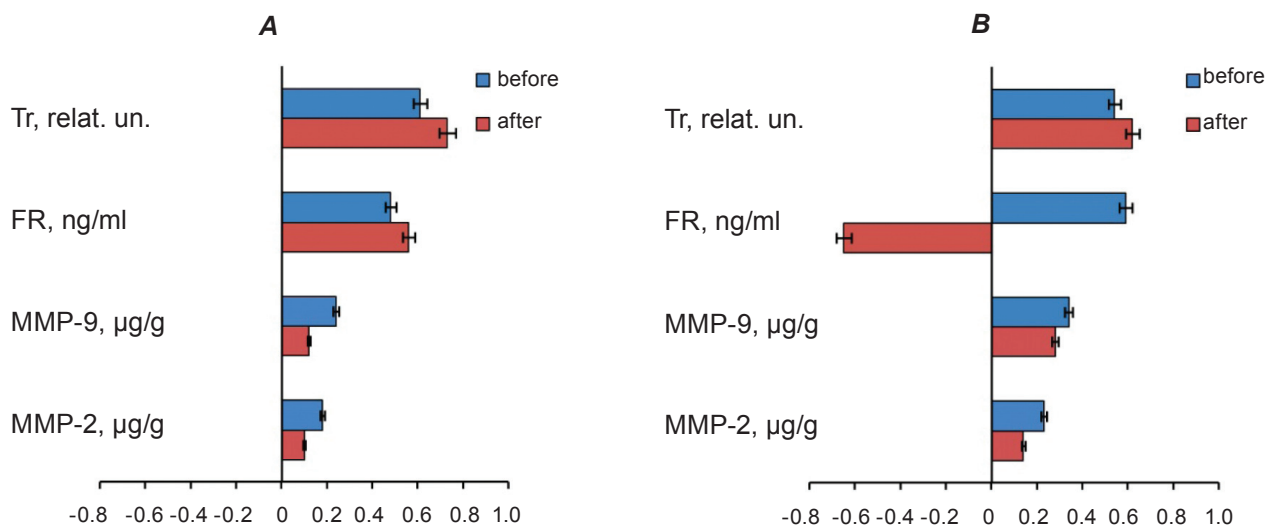 A
before
after
Tr, relat. un.
FR, ng/ml
MMP-9, µg/g
MMP-2, µg/g
-0.8 -0.6 -0.4 -0.2 0 0.2 0.4 0.6 0.8 1.0
B
before
after
Tr, relat. un.
FR, ng/ml
MMP-9, µg/g
MMP-2, µg/g
-0.8 -0.6 -0.4 -0.2 0 0.2 0.4 0.6 0.8 1.0